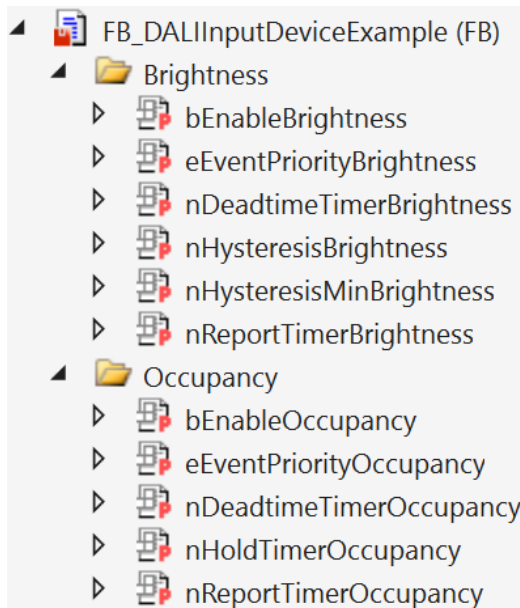 FB_DALIInputDeviceExample (FB)
Brightness
bEnableBrightness
eEventPriorityBrightness
nDeadtimeTimerBrightness
nHysteresisBrightness
nHysteresisMinBrightness
nReportTimerBrightness
Occupancy
bEnableOccupancy
eEventPriorityOccupancy
nDeadtimeTimerOccupancy
nHoldTimerOccupancy
nReportTimerOccupancy